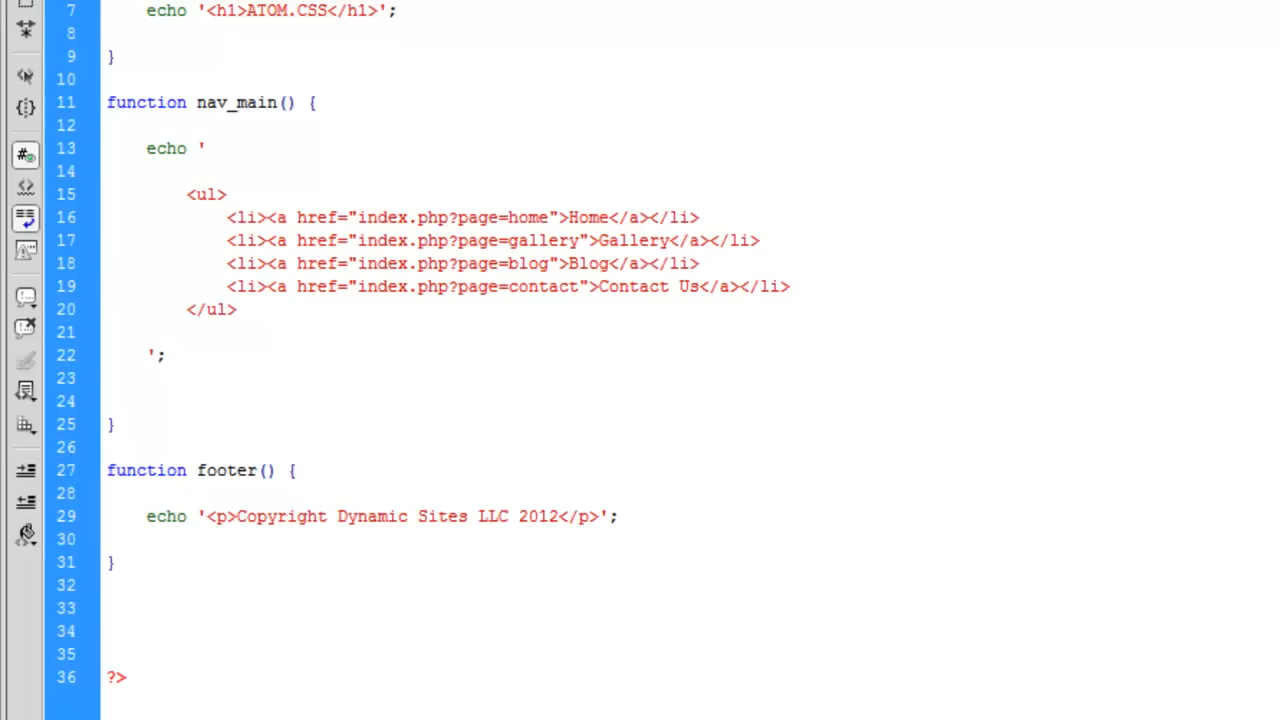 7 echo '<h1>ATOM.CSS</h1>';
8
9 }
10
11 function nav_main() {
12
13 echo '
14
15 <ul>
16 <li><a href="index.php?page=home">Home</a></li>
17 <li><a href="index.php?page=gallery">Gallery</a></li>
18 <li><a href="index.php?page=blog">Blog</a></li>
19 <li><a href="index.php?page=contact">Contact Us</a></li>
20 </ul>
21
22 ';
23
24
25 }
26
27 function footer() {
28
29 echo '<p>Copyright Dynamic Sites LLC 2012</p>';
30
31 }
32
33
34
35
36 ?>